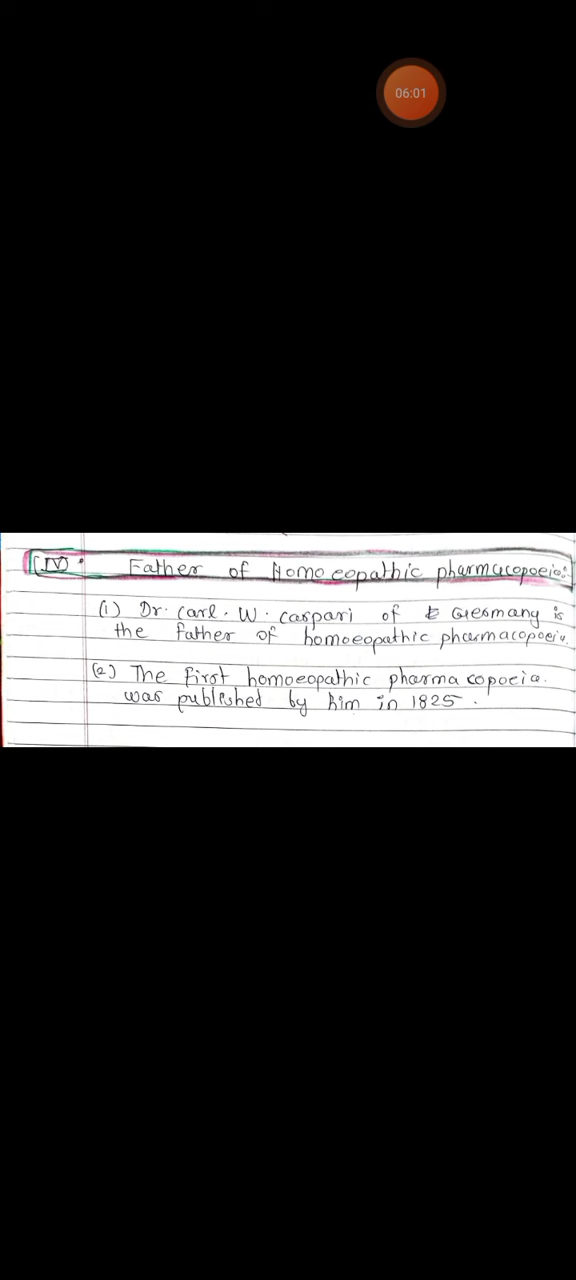 06:01
(IV). Father of Homoeopathic pharmacopoeia:
(1) Dr. Carl. W. Caspari of Germany is
the father of homoeopathic pharmacopoeia.
(2) The first homoeopathic pharmacopoeia.
was published by him in 1825.